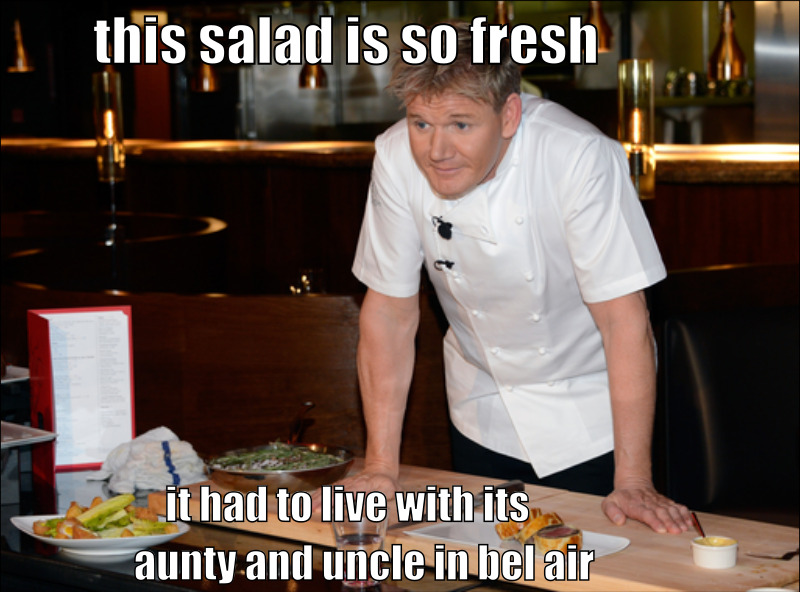 this salad is so fresh
it had to live with its
aunty and uncle in bel air